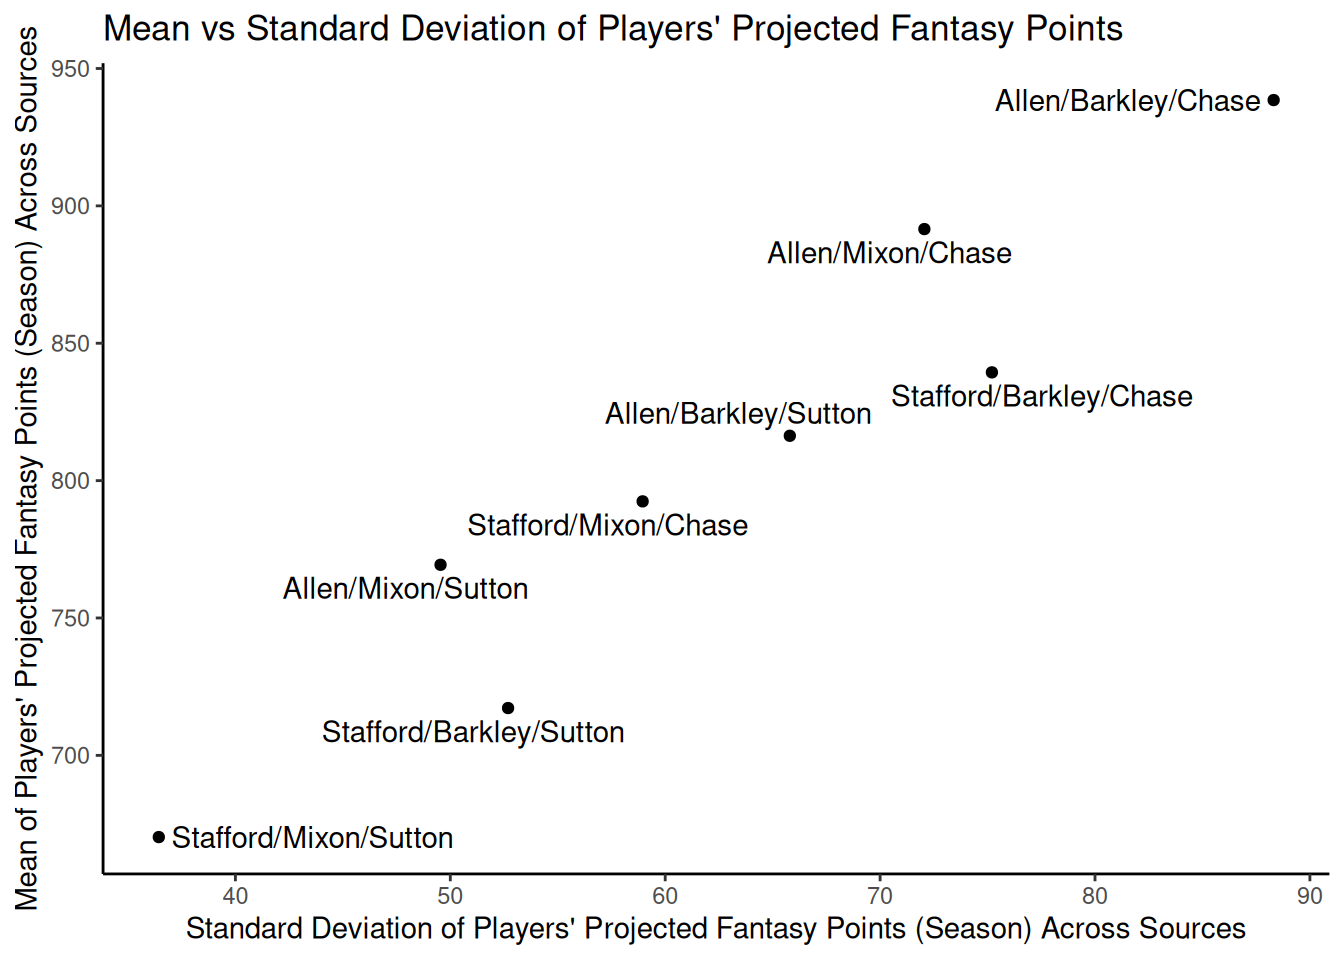 Mean vs Standard Deviation of Players' Projected Fantasy Points
Mean of Players' Projected Fantasy Points (Season) Across Sources
950
900
850
800
750
700
Allen/Barkley/Chase
Allen/Mixon/Chase
Stafford/Barkley/Chase
Allen/Barkley/Sutton
Stafford/Mixon/Chase
Allen/Mixon/Sutton
Stafford/Barkley/Sutton
Stafford/Mixon/Sutton
40 50 60 70 80 90
Standard Deviation of Players' Projected Fantasy Points (Season) Across Sources